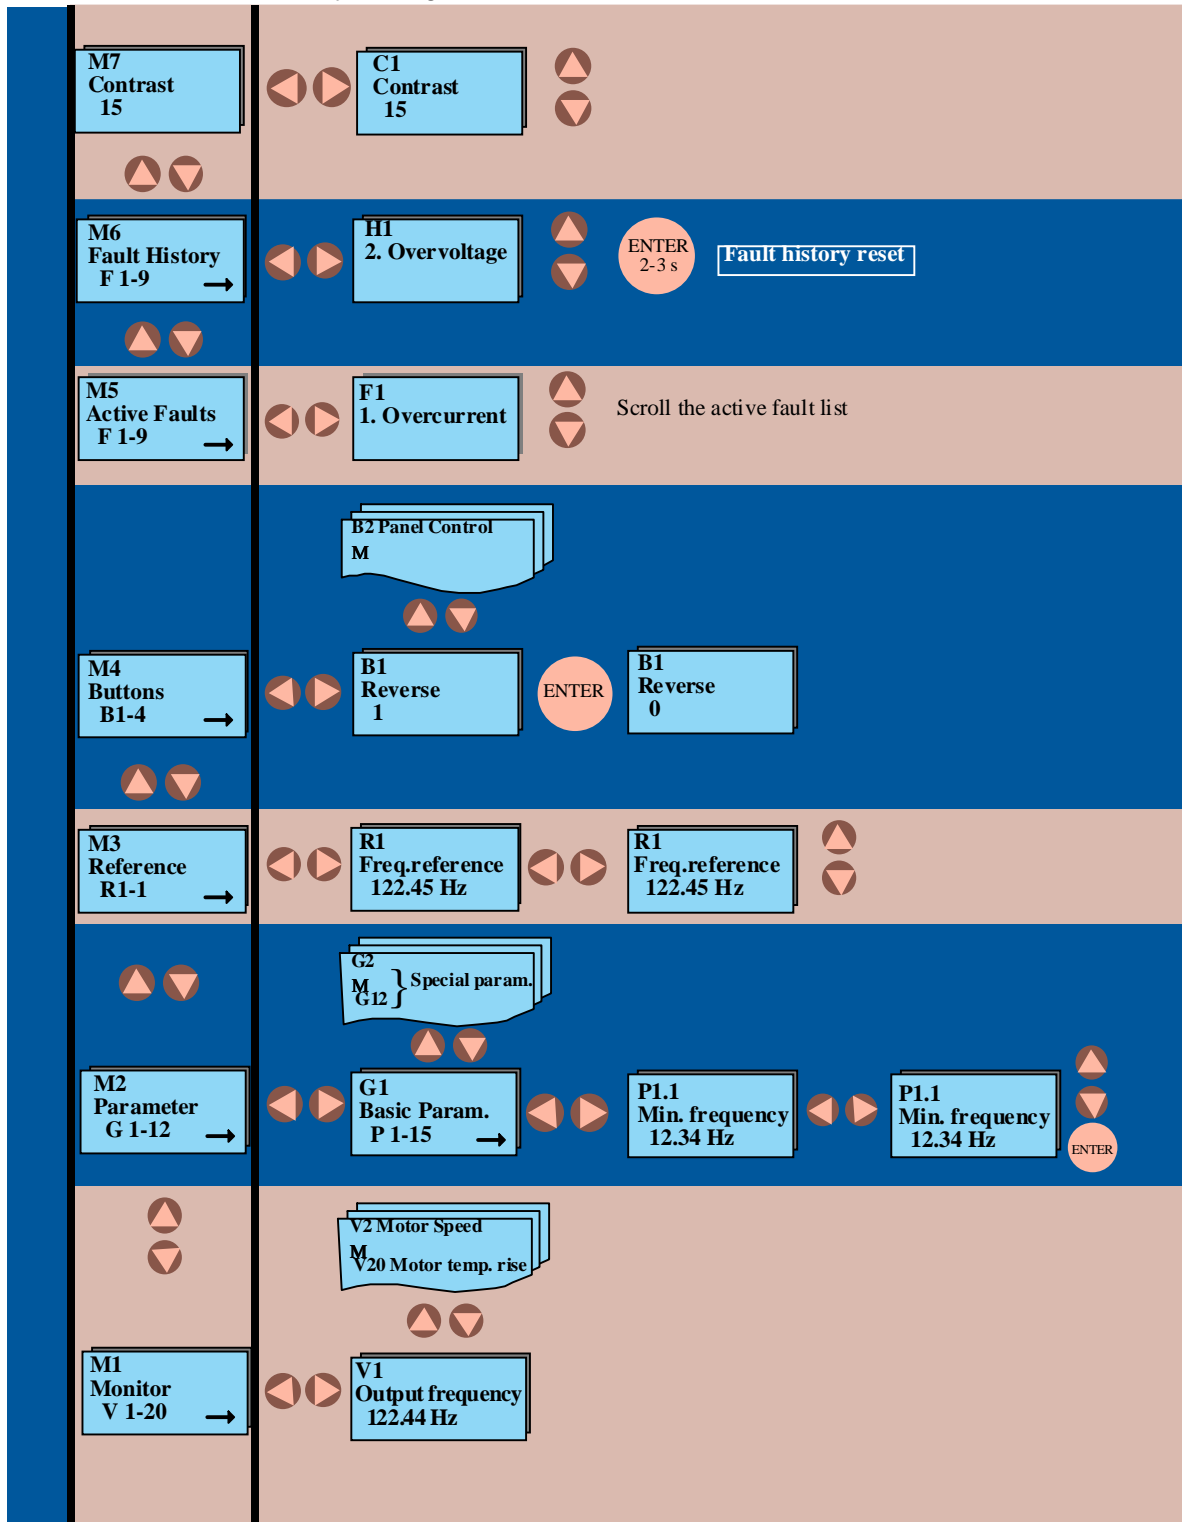 M7
Contrast
15
C1
Contrast
15
M6
Fault History
F 1-9
H1
2. Overvoltage
ENTER
2-3 s
Fault history reset
M5
Active Faults
F 1-9
F1
1. Overcurrent
Scroll the active fault list
B2 Panel Control
M
M4
Buttons
B1-4
B1
Reverse
1
ENTER
B1
Reverse
0
M3
Reference
R1-1
R1
Freq.reference
122.45 Hz
R1
Freq.reference
122.45 Hz
G2
M
G12
} Special param.
M2
Parameter
G 1-12
G1
Basic Param.
P 1-15
P1.1
Min. frequency
12.34 Hz
P1.1
Min. frequency
12.34 Hz
ENTER
V2 Motor Speed
M
V20 Motor temp. rise
M1
Monitor
V 1-20
V1
Output frequency
122.44 Hz